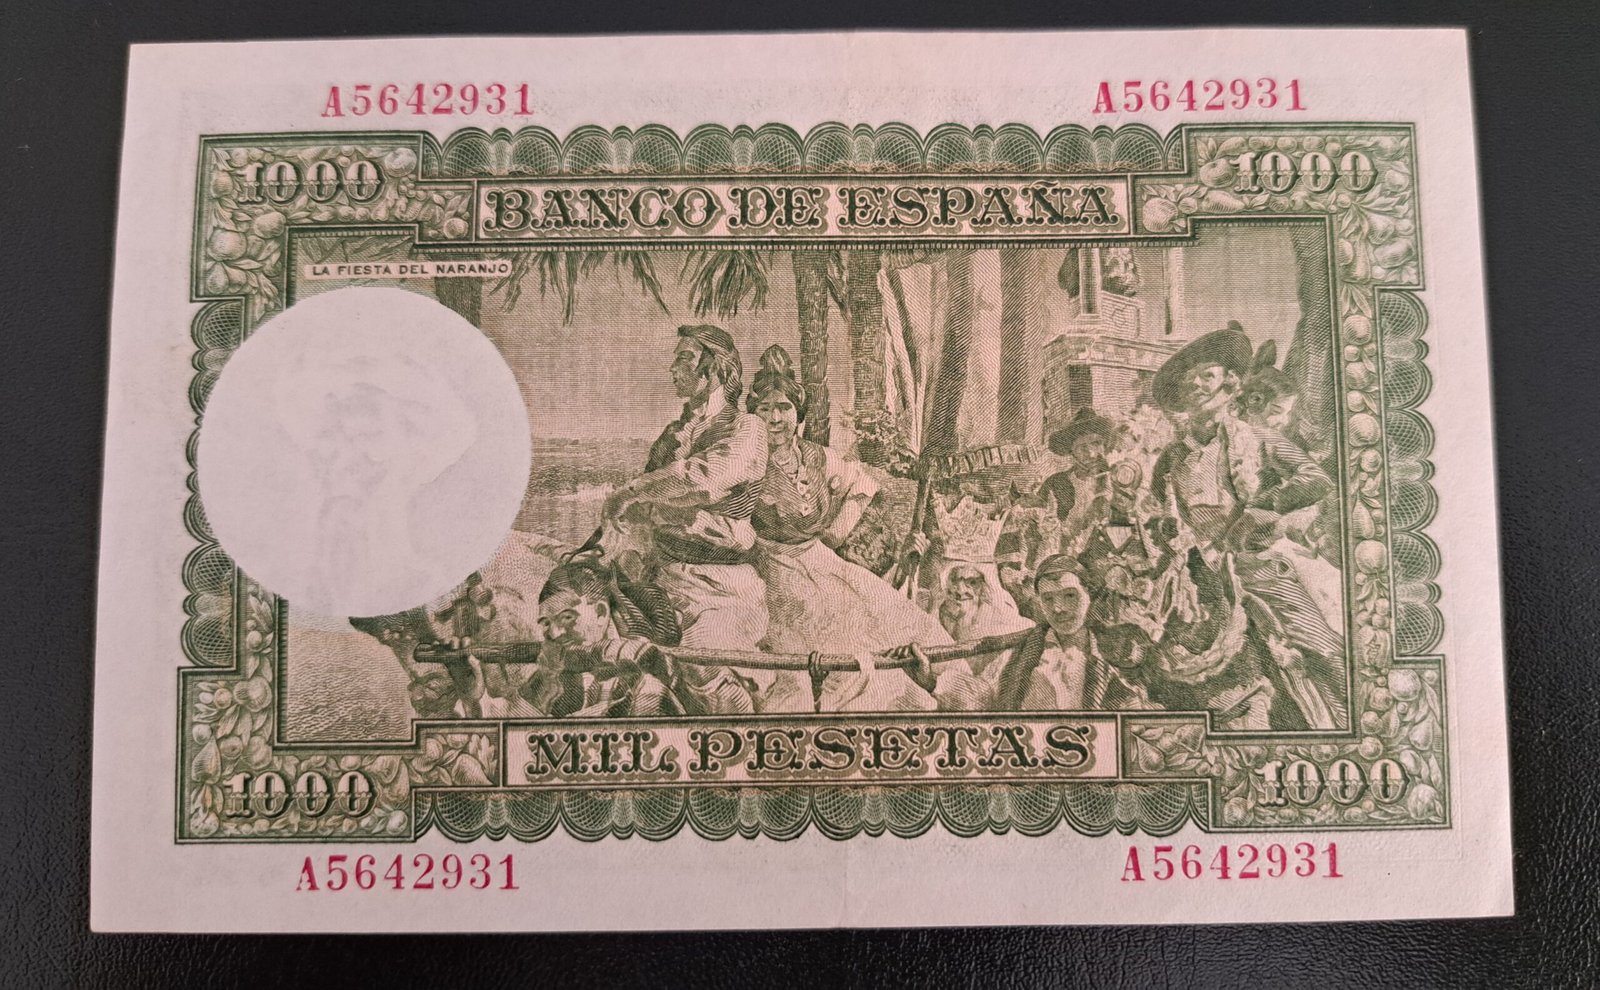 A5642931 A5642931
1000 1000
BANCO DE ESPAÑA
LA FIESTA DEL NARANJO
MIL PESETAS
1000 1000
A5642931 A5642931